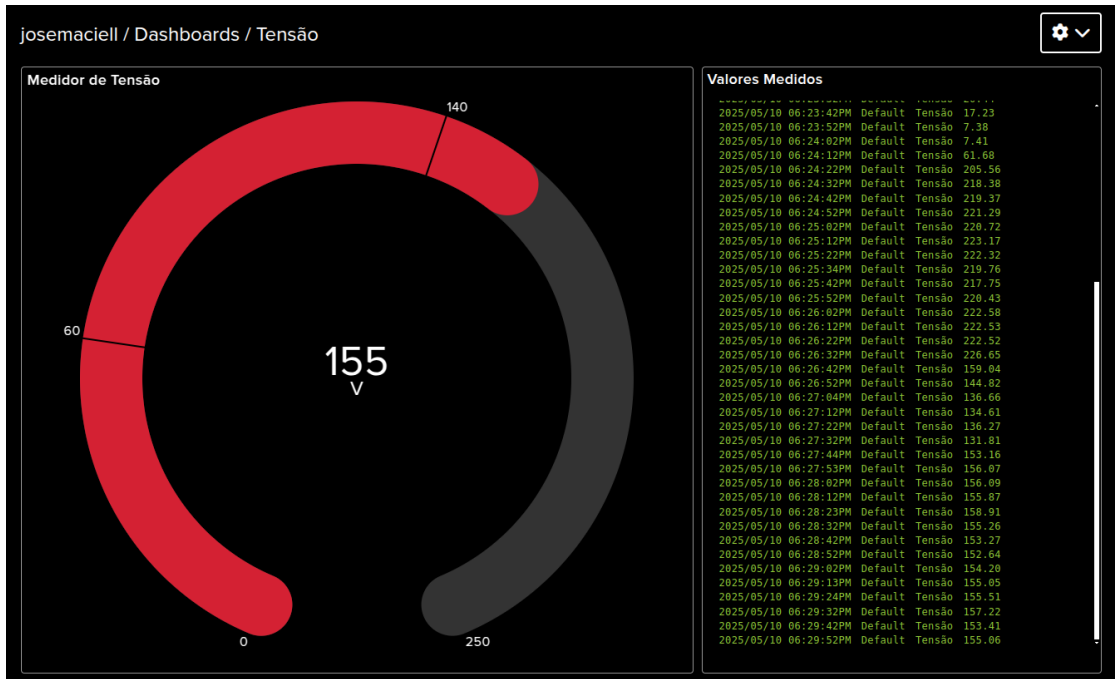 josemaciell / Dashboards / Tensão
Medidor de Tensão
140
60
155
V
0
250
Valores Medidos
2025/05/10 06:23:42PM Default Tensão 17.23
2025/05/10 06:23:52PM Default Tensão 7.38
2025/05/10 06:24:02PM Default Tensão 7.41
2025/05/10 06:24:12PM Default Tensão 61.68
2025/05/10 06:24:22PM Default Tensão 205.56
2025/05/10 06:24:32PM Default Tensão 218.38
2025/05/10 06:24:42PM Default Tensão 219.37
2025/05/10 06:24:52PM Default Tensão 221.29
2025/05/10 06:25:02PM Default Tensão 220.72
2025/05/10 06:25:12PM Default Tensão 223.17
2025/05/10 06:25:22PM Default Tensão 222.32
2025/05/10 06:25:34PM Default Tensão 219.76
2025/05/10 06:25:42PM Default Tensão 217.75
2025/05/10 06:25:52PM Default Tensão 220.43
2025/05/10 06:26:02PM Default Tensão 222.58
2025/05/10 06:26:12PM Default Tensão 222.53
2025/05/10 06:26:22PM Default Tensão 222.52
2025/05/10 06:26:32PM Default Tensão 226.65
2025/05/10 06:26:42PM Default Tensão 159.04
2025/05/10 06:26:52PM Default Tensão 144.82
2025/05/10 06:27:04PM Default Tensão 136.66
2025/05/10 06:27:12PM Default Tensão 134.61
2025/05/10 06:27:22PM Default Tensão 136.27
2025/05/10 06:27:32PM Default Tensão 131.81
2025/05/10 06:27:44PM Default Tensão 153.16
2025/05/10 06:27:53PM Default Tensão 156.07
2025/05/10 06:28:02PM Default Tensão 156.09
2025/05/10 06:28:12PM Default Tensão 155.87
2025/05/10 06:28:23PM Default Tensão 158.91
2025/05/10 06:28:32PM Default Tensão 155.26
2025/05/10 06:28:42PM Default Tensão 153.27
2025/05/10 06:28:52PM Default Tensão 152.64
2025/05/10 06:29:02PM Default Tensão 154.20
2025/05/10 06:29:13PM Default Tensão 155.05
2025/05/10 06:29:24PM Default Tensão 155.51
2025/05/10 06:29:32PM Default Tensão 157.22
2025/05/10 06:29:42PM Default Tensão 153.41
2025/05/10 06:29:52PM Default Tensão 155.06